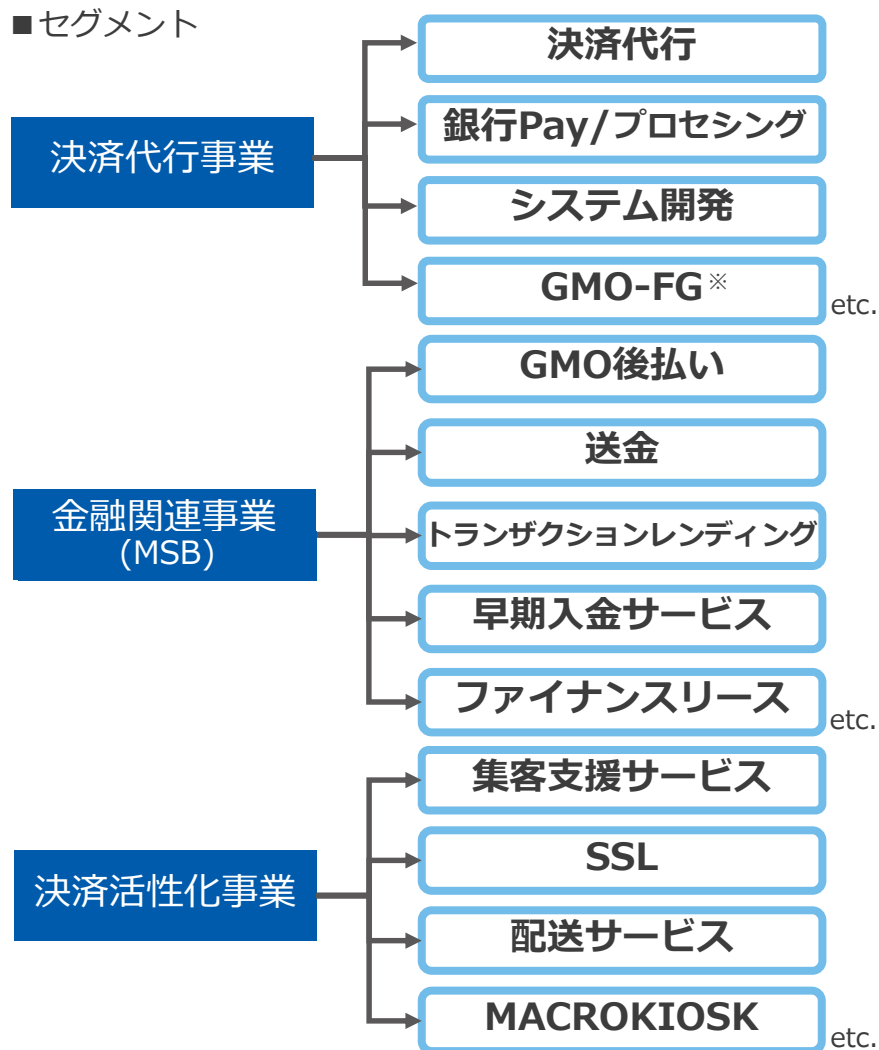 ■セグメント
決済代行事業
決済代行
銀行Pay/プロセシング
システム開発
GMO-FG※
etc.
金融関連事業
(MSB)
GMO後払い
送金
トランザクションレンディング
早期入金サービス
ファイナンスリース
etc.
決済活性化事業
集客支援サービス
SSL
配送サービス
MACROKIOSK
etc.